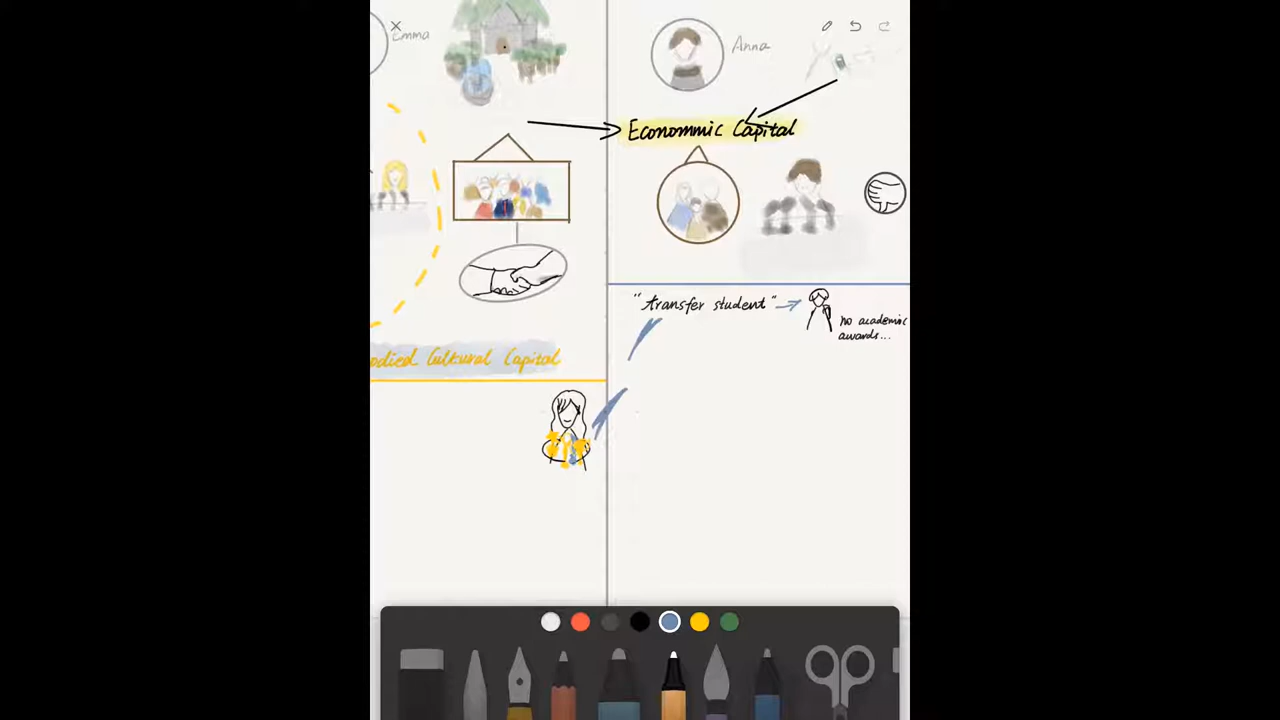 Emma
Anna
Econommic Capital
"transfer student"
no academic
awards...
odied Cultural Capital